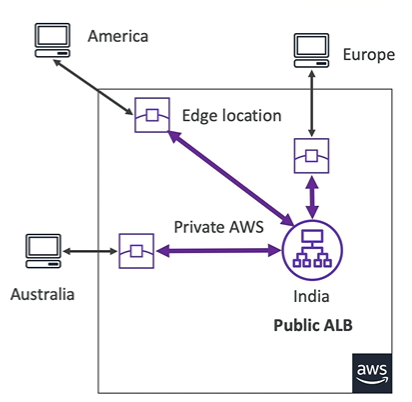 America
Europe
Edge location
Private AWS
Australia
India
Public ALB
aws